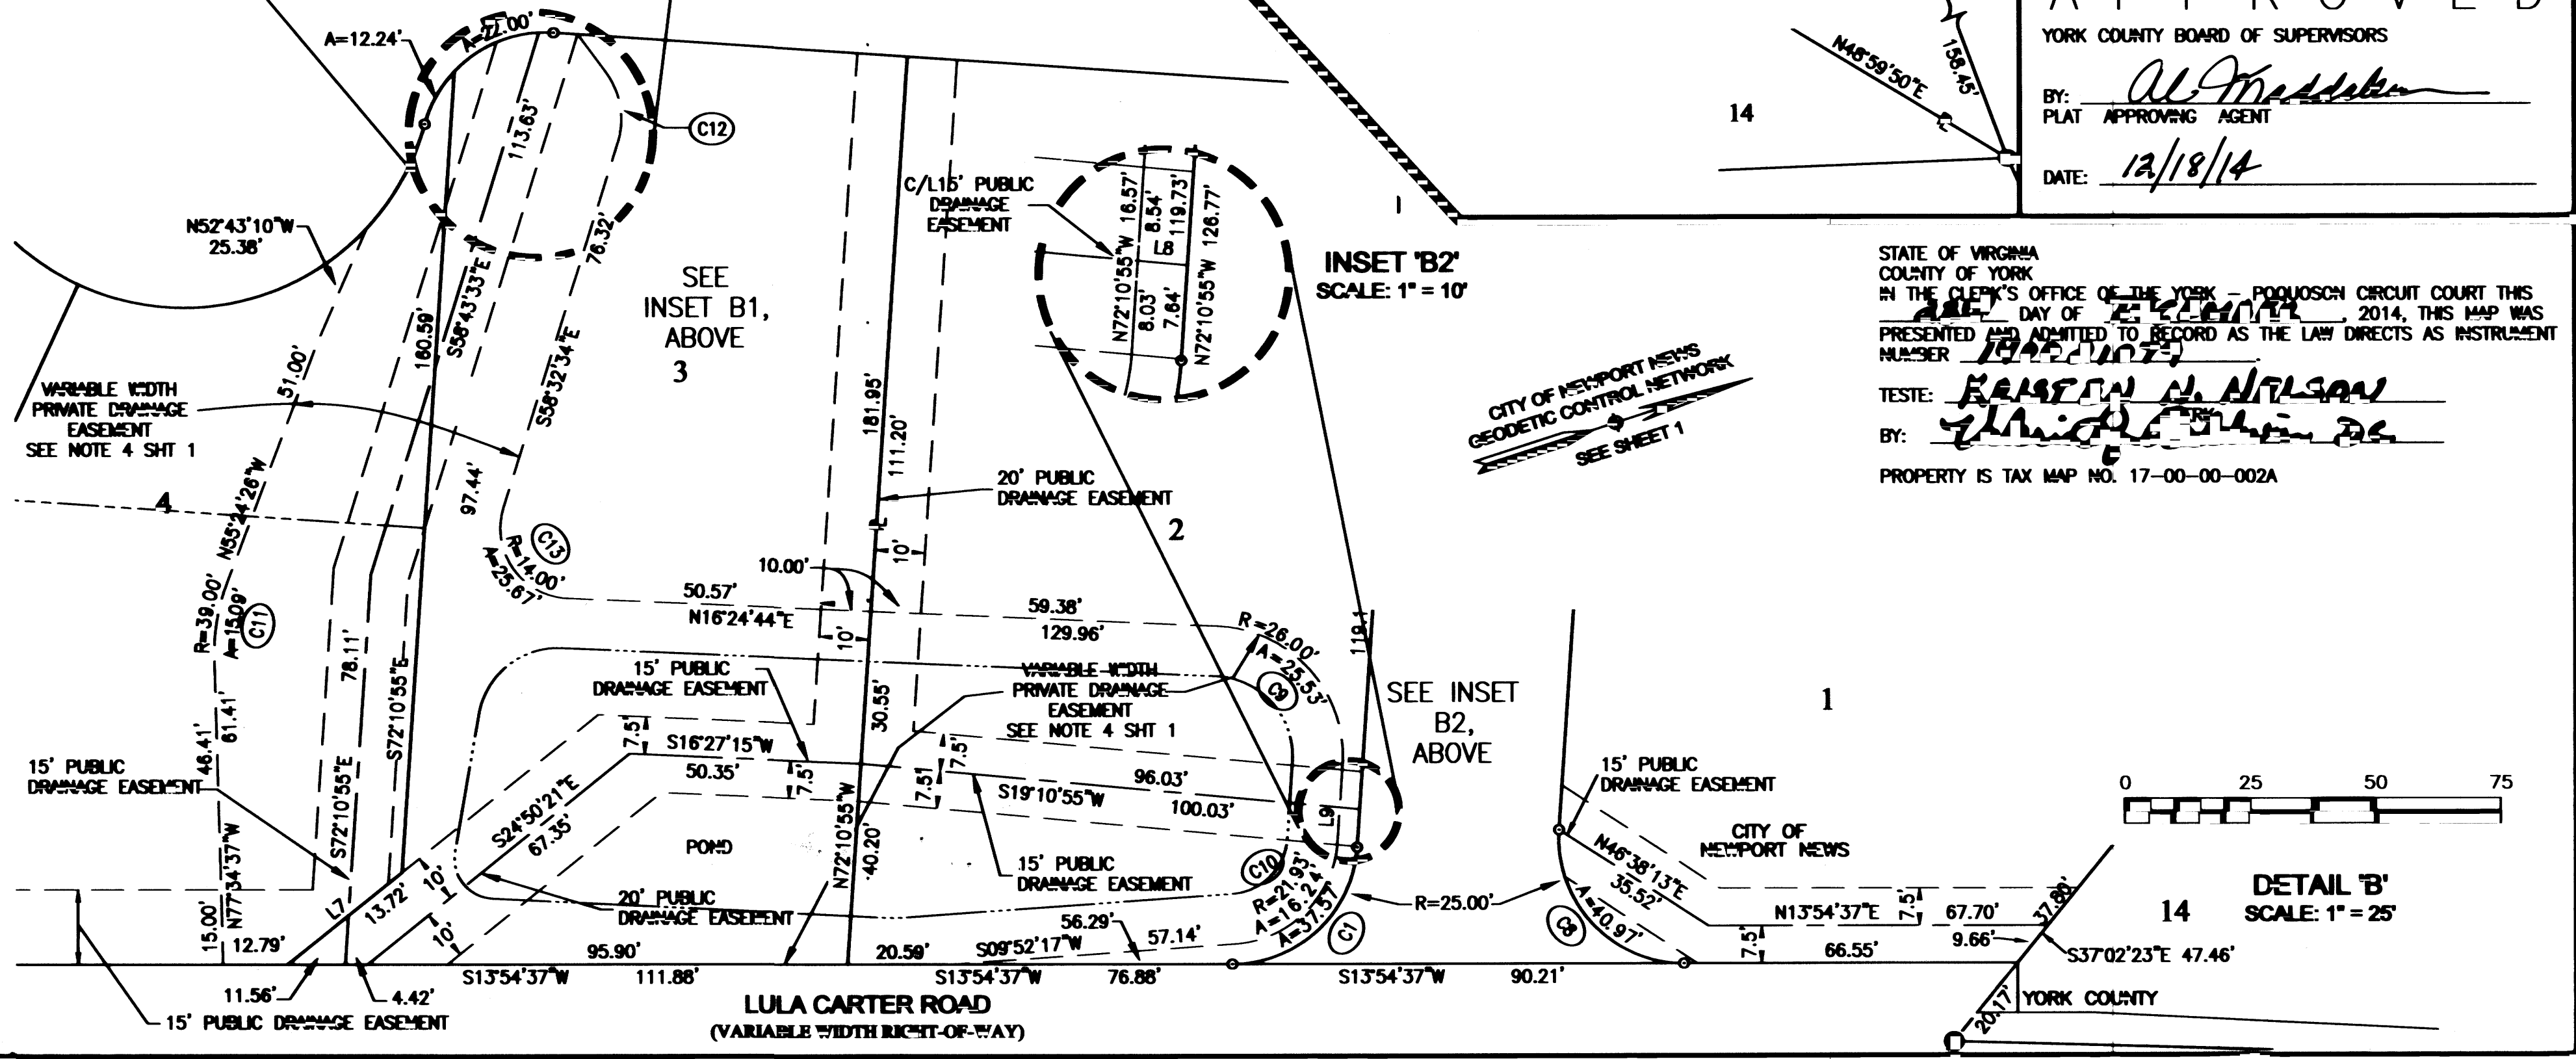 APPROVED
YORK COUNTY BOARD OF SUPERVISORS
BY:
PLAT APPROVING AGENT
DATE: 12/18/14
STATE OF VIRGINIA
COUNTY OF YORK
IN THE CLERK'S OFFICE OF THE YORK - POQUOSON CIRCUIT COURT THIS
DAY OF , 2014, THIS MAP WAS
PRESENTED AND ADMITTED TO RECORD AS THE LAW DIRECTS AS INSTRUMENT
NUMBER
TESTE:
BY:
PROPERTY IS TAX MAP NO. 17-00-00-002A
N48°59'50"E
158.45'
14
A=12.24'
A=22.00'
113.63'
C12
76.32'
N52°43'10"W
25.38'
160.59'
S58°43'33"E
S58°32'34"E
SEE
INSET B1,
ABOVE
3
C/L15' PUBLIC
DRAINAGE
EASEMENT
N72°10'55"W 16.57'
8.54'
119.73'
L8
8.03'
7.64'
N72°10'55"W 126.77'
INSET 'B2'
SCALE: 1" = 10'
CITY OF NEWPORT NEWS
GEODETIC CONTROL NETWORK
SEE SHEET 1
51.00'
VARIABLE WIDTH
PRIVATE DRAINAGE
EASEMENT
SEE NOTE 4 SHT 1
4
N55°24'26"W
97.44'
181.95'
111.20'
20' PUBLIC
DRAINAGE EASEMENT
2
C13
R=14.00'
A=25.67'
10'
10.00'
50.57'
N16°24'44"E
59.38'
129.96'
10'
R=39.00'
A=15.09'
C11
78.11'
S72°10'55"E
R=26.00'
A=25.53'
C9
119.1
15' PUBLIC
DRAINAGE EASEMENT
VARIABLE WIDTH
PRIVATE DRAINAGE
EASEMENT
SEE NOTE 4 SHT 1
30.55'
SEE INSET
B2,
ABOVE
1
46.41'
61.41'
7.5'
S16°27'15"W
50.35'
7.5'
7.5'
7.5'
96.03'
S19°10'55"W
100.03'
L9
15' PUBLIC
DRAINAGE EASEMENT
15' PUBLIC
DRAINAGE EASEMENT
S72°10'55"E
S24°50'21"E
67.35'
N72°10'55"W
40.20'
POND
15' PUBLIC
DRAINAGE EASEMENT
20' PUBLIC
DRAINAGE EASEMENT
C10
R=21.93'
A=16.24'
A=37.57'
C1
R=25.00'
C8
A=40.97'
N46°38'13"E
35.52'
CITY OF
NEWPORT NEWS
N13°54'37"E
7.5'
67.70'
37.80'
7.5'
66.55'
9.66'
S37°02'23"E 47.46'
14
0 25 50 75
DETAIL 'B'
SCALE: 1" = 25'
N77°34'37"W
15.00'
12.79'
L7
13.72'
10'
10'
95.90'
20.59'
S09°52'17"W
56.29'
57.14'
11.56'
4.42'
15' PUBLIC DRAINAGE EASEMENT
S13°54'37"W 111.88'
S13°54'37"W 76.88'
S13°54'37"W 90.21'
LULA CARTER ROAD
(VARIABLE WIDTH RIGHT-OF-WAY)
20.17'
YORK COUNTY